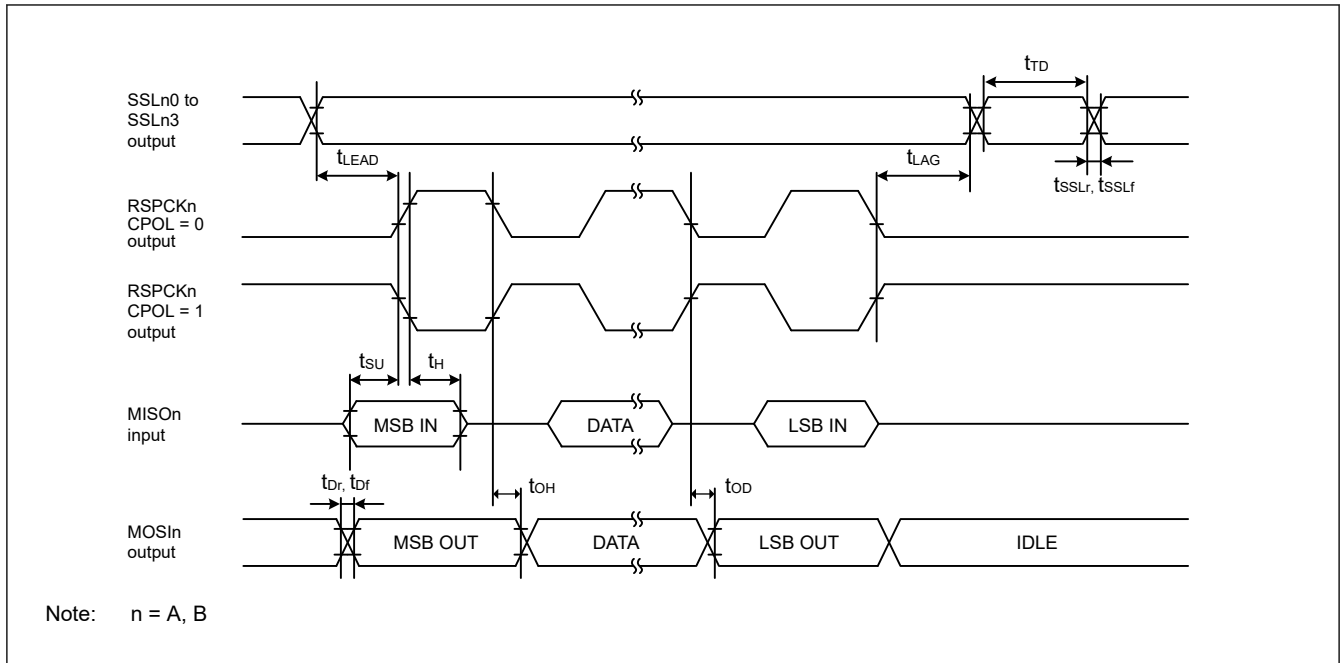 tTD
SSLn0 to
SSLn3
output
tLEAD
tLAG
tSSLr, tSSLf
RSPCKn
CPOL = 0
output
RSPCKn
CPOL = 1
output
tSU
tH
MISOn
input
MSB IN
DATA
LSB IN
tDr, tDf
tOH
tOD
MOSIn
output
MSB OUT
DATA
LSB OUT
IDLE
Note: n = A, B